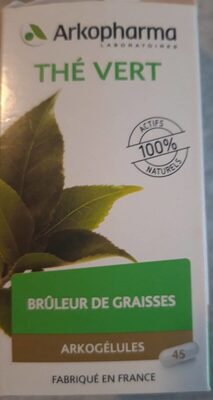 Arkopharma
LABORATOIRES
THÉ VERT
ACTIFS
100%
NATURELS
BRÛLEUR DE GRAISSES
ARKOGÉLULES
45
FABRIQUÉ EN FRANCE